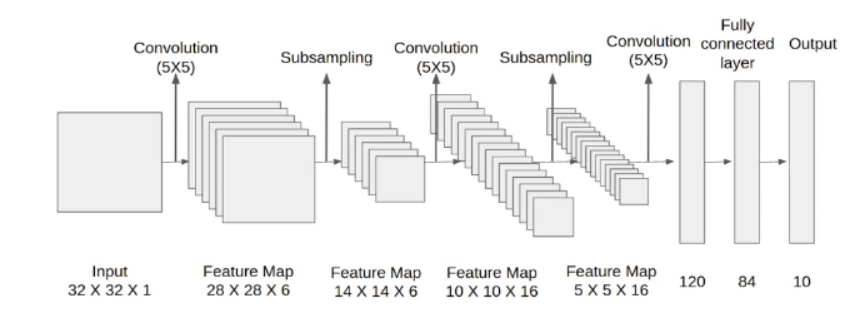 Convolution
(5X5)
Subsampling
Convolution
(5X5)
Subsampling
Convolution
(5X5)
Fully
connected
layer
Output
Input
32 X 32 X 1
Feature Map
28 X 28 X 6
Feature Map
14 X 14 X 6
Feature Map
10 X 10 X 16
Feature Map
5 X 5 X 16
120
84
10